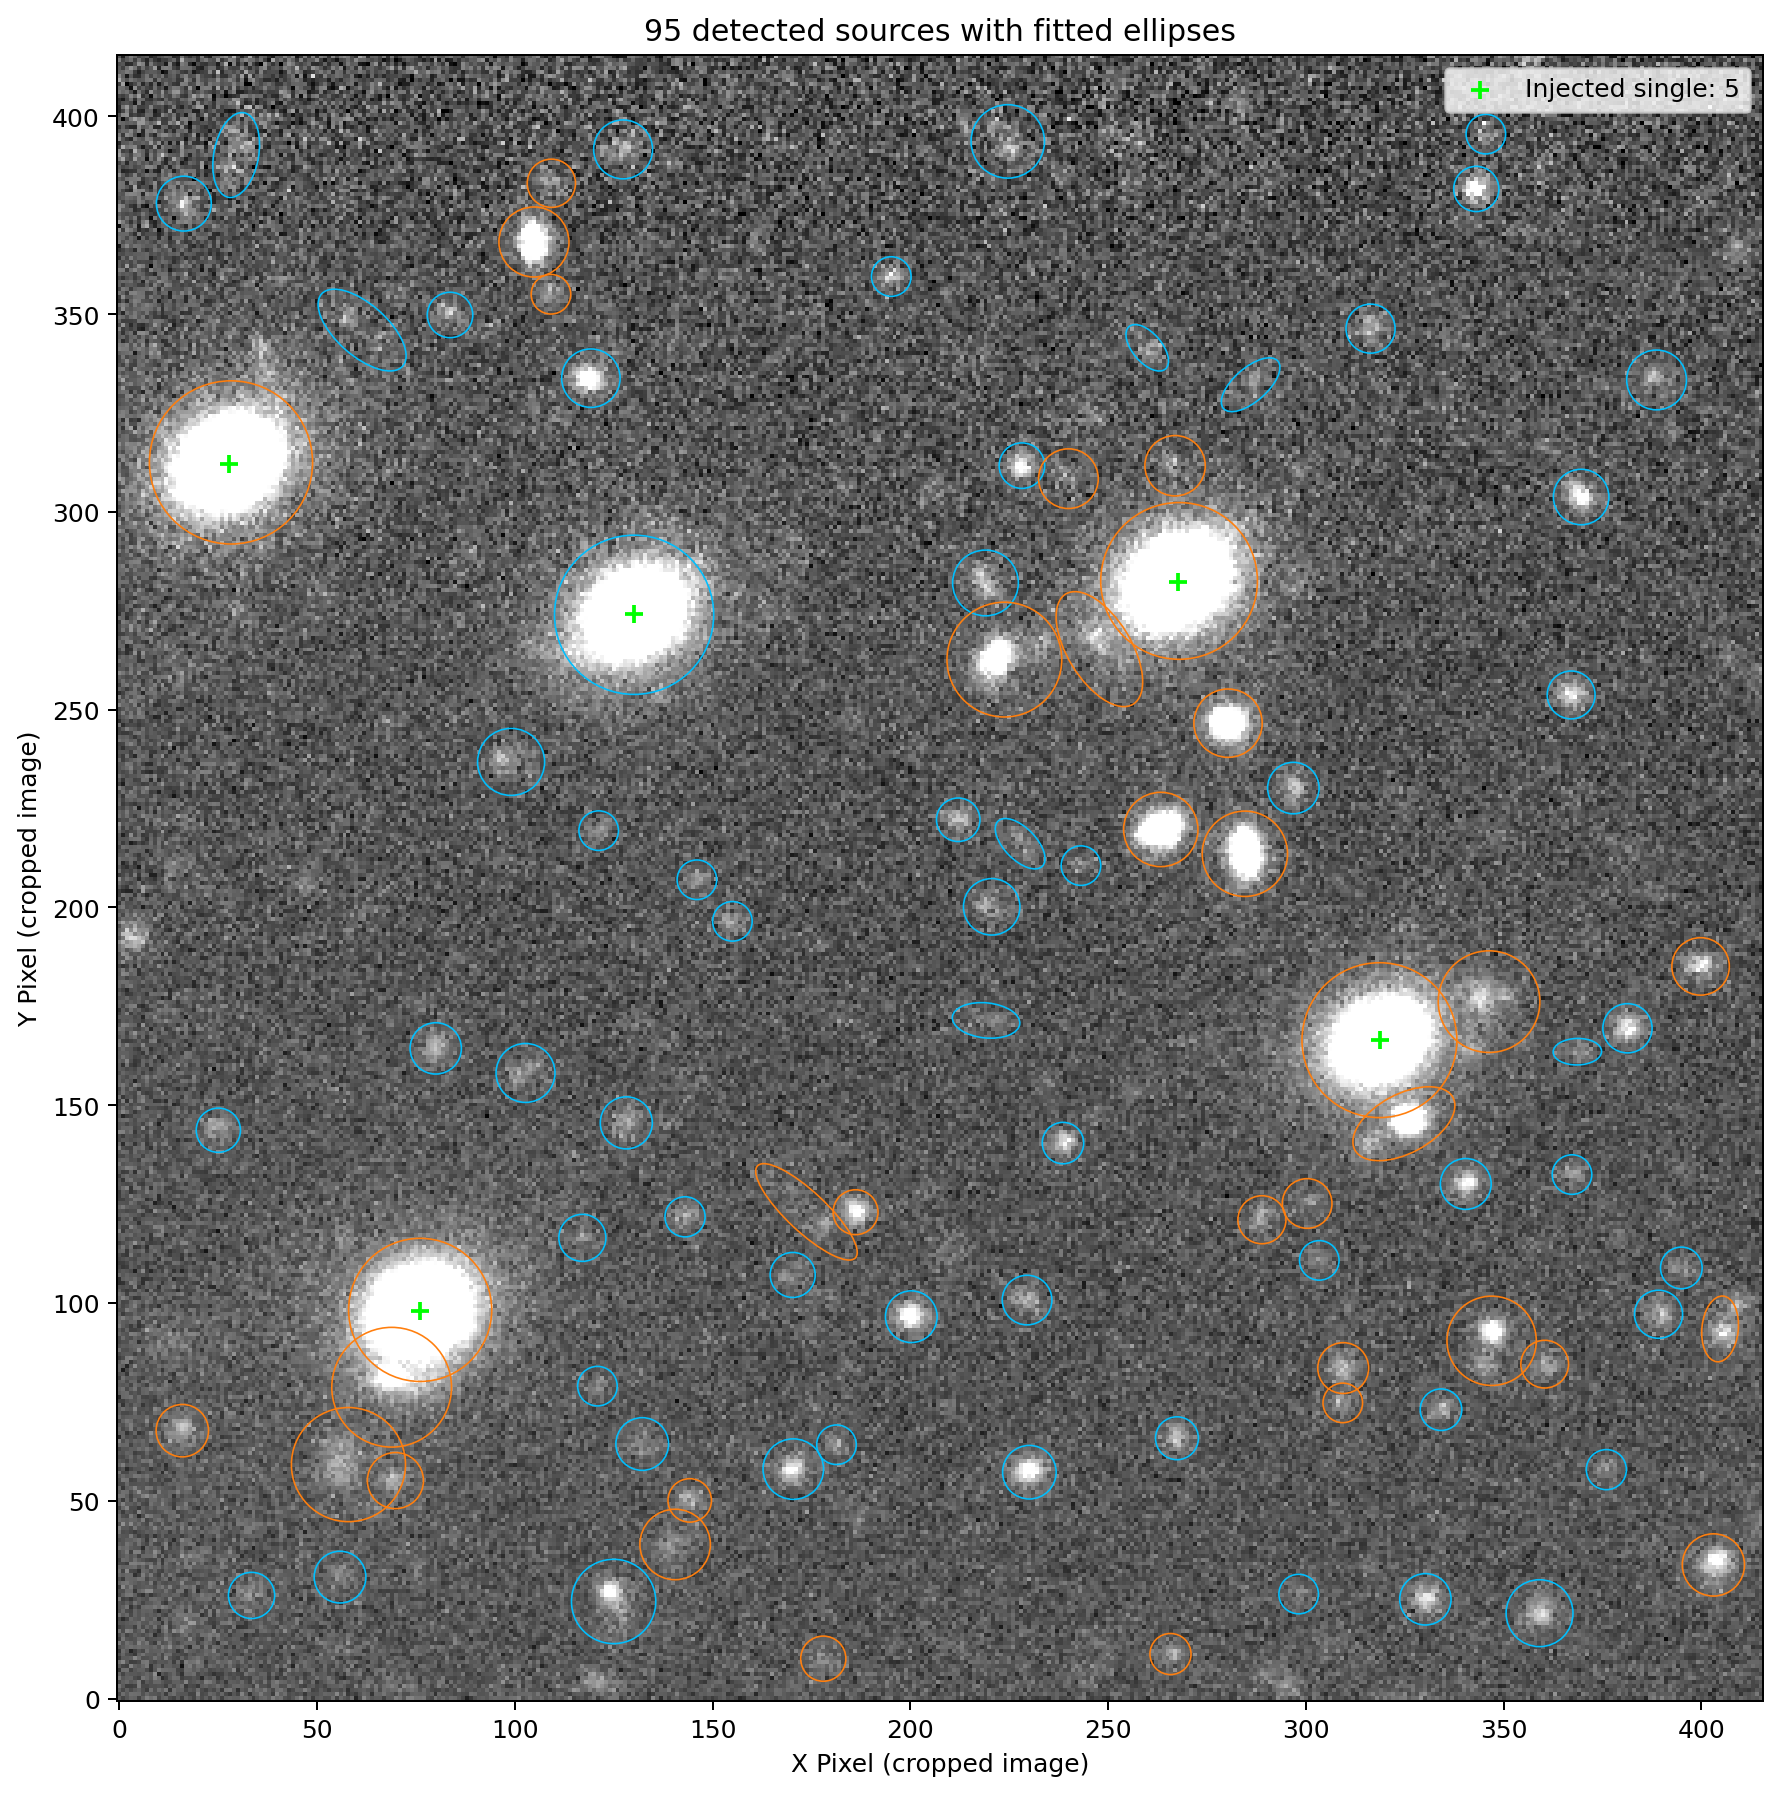 95 detected sources with fitted ellipses
Injected single: 5
400
350
300
250
200
150
100
50
0
Y Pixel (cropped image)
0 50 100 150 200 250 300 350 400
X Pixel (cropped image)